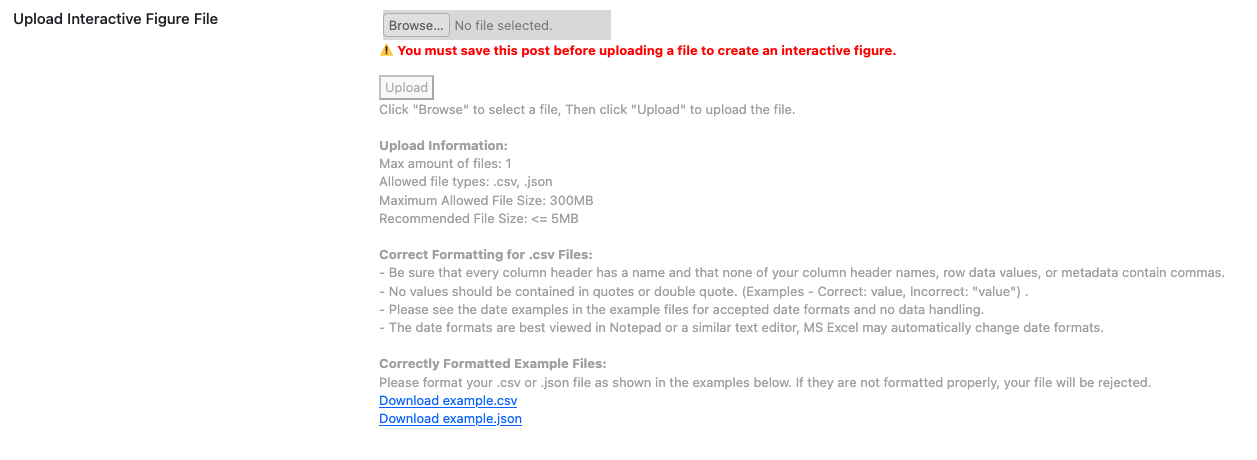 Upload Interactive Figure File
Browse... No file selected.
⚠ You must save this post before uploading a file to create an interactive figure.
Upload
Click "Browse" to select a file, Then click "Upload" to upload the file.
Upload Information:
Max amount of files: 1
Allowed file types: .csv, .json
Maximum Allowed File Size: 300MB
Recommended File Size: <= 5MB
Correct Formatting for .csv Files:
- Be sure that every column header has a name and that none of your column header names, row data values, or metadata contain commas.
- No values should be contained in quotes or double quote. (Examples - Correct: value, Incorrect: "value") .
- Please see the date examples in the example files for accepted date formats and no data handling.
- The date formats are best viewed in Notepad or a similar text editor, MS Excel may automatically change date formats.
Correctly Formatted Example Files:
Please format your .csv or .json file as shown in the examples below. If they are not formatted properly, your file will be rejected.
Download example.csv
Download example.json